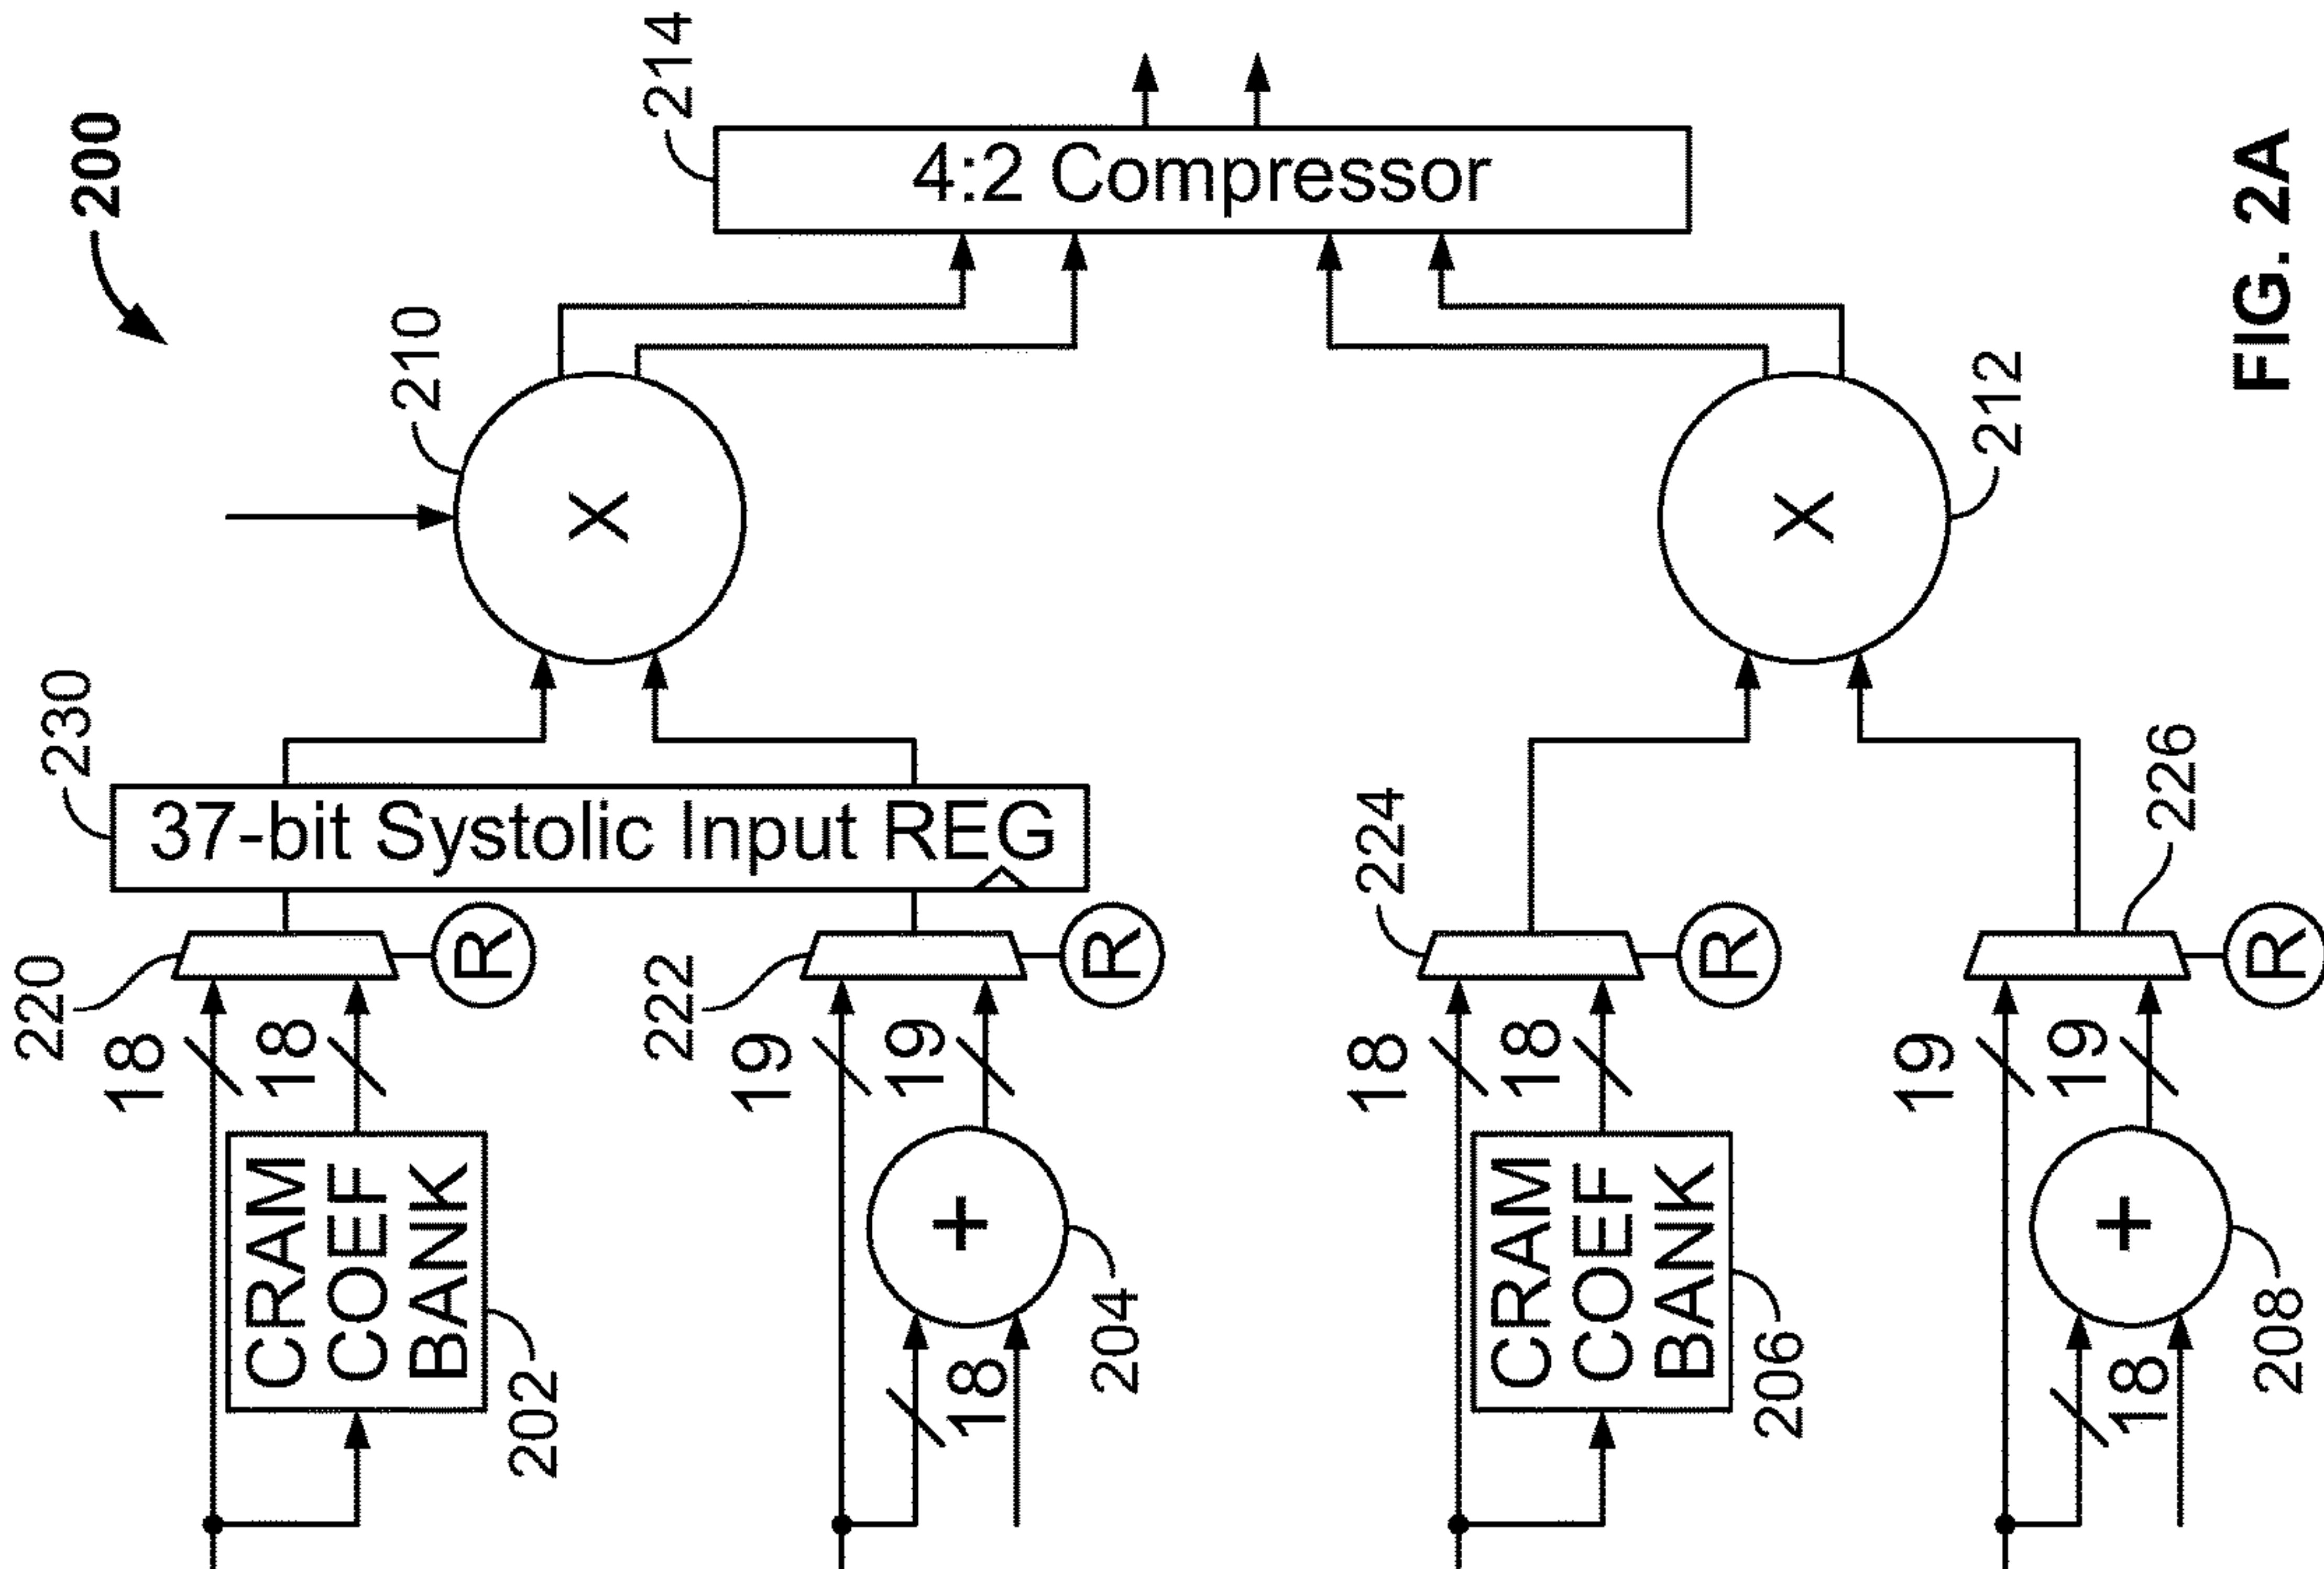 200
214
4:2 Compressor
210
X
212
X
230
37-bit Systolic Input REG
220
18
18
R
222
19
19
R
224
18
18
R
226
19
19
R
CRAM
COEF
BANK
202
+
18
204
CRAM
COEF
BANK
206
+
18
208
FIG. 2A